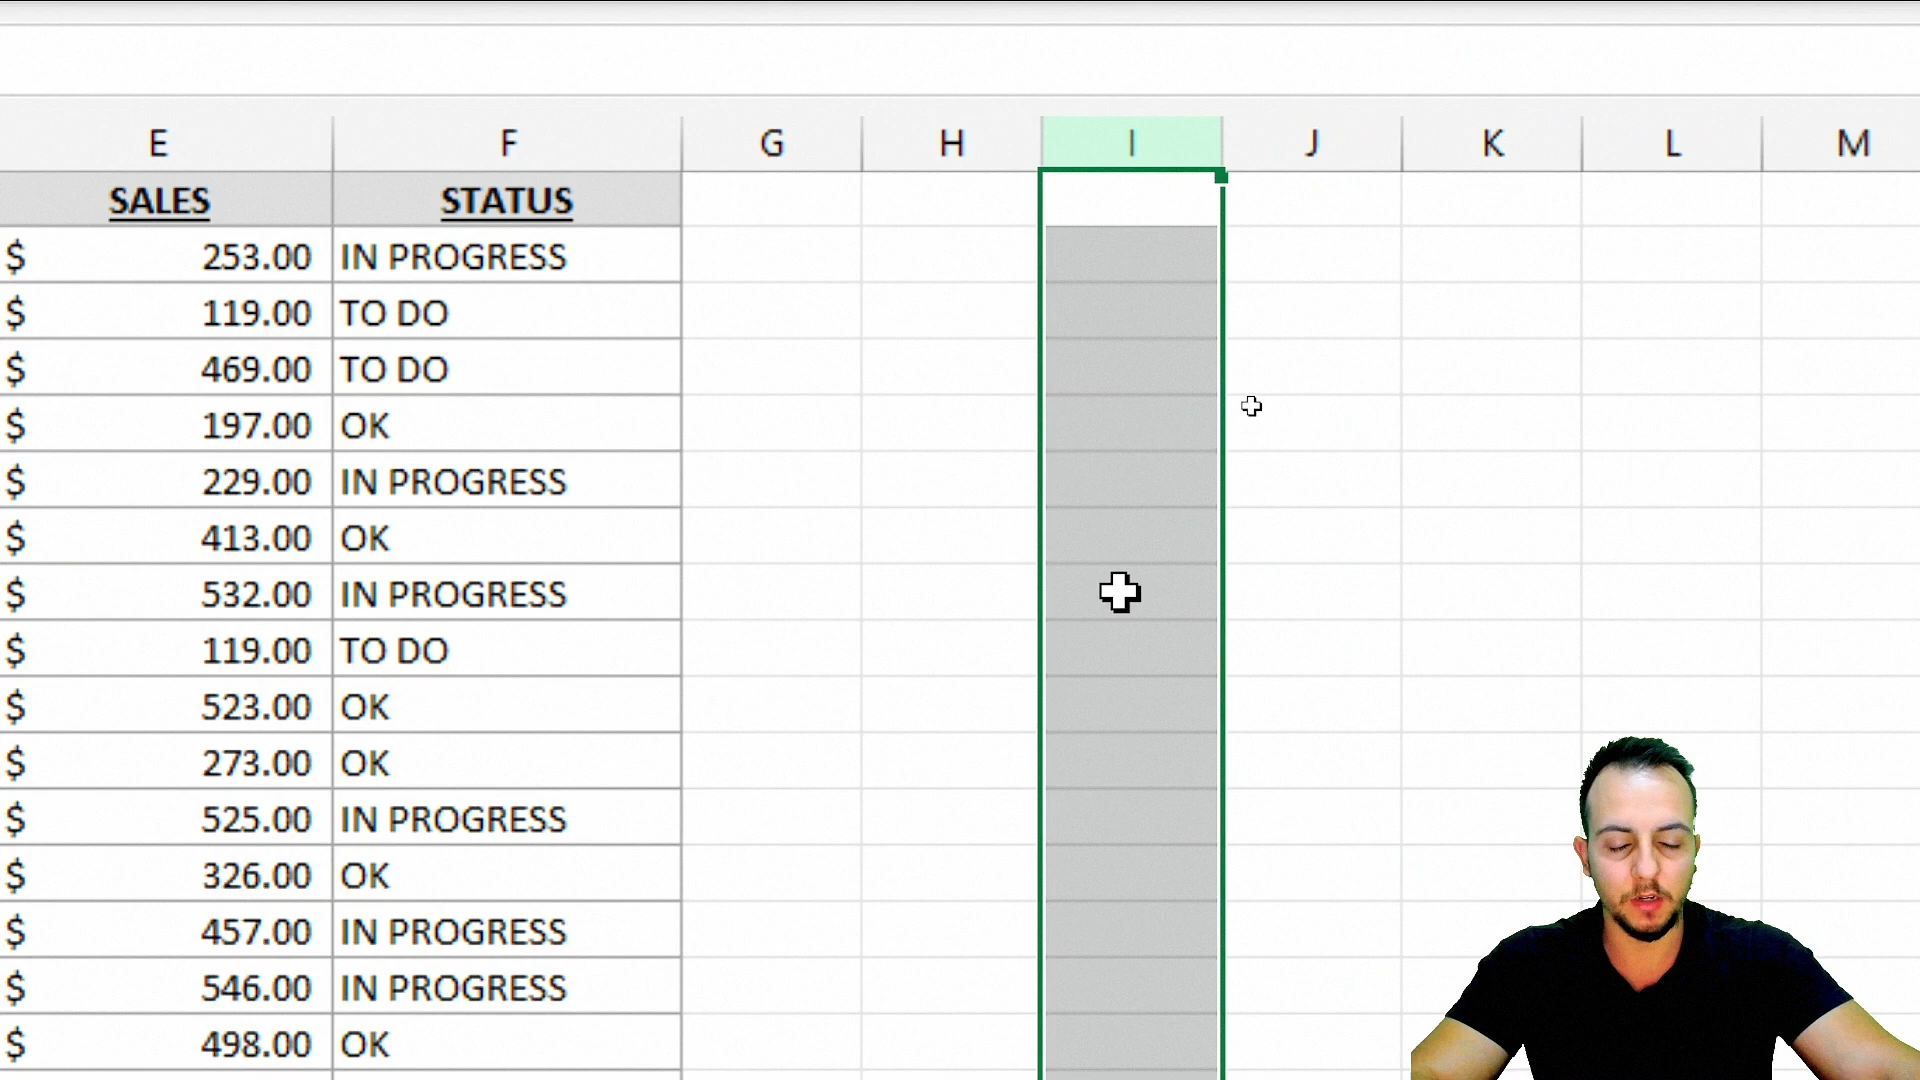 E F G H I J K L M
SALES STATUS
$ 253.00 IN PROGRESS
$ 119.00 TO DO
$ 469.00 TO DO
$ 197.00 OK
$ 229.00 IN PROGRESS
$ 413.00 OK
$ 532.00 IN PROGRESS
$ 119.00 TO DO
$ 523.00 OK
$ 273.00 OK
$ 525.00 IN PROGRESS
$ 326.00 OK
$ 457.00 IN PROGRESS
$ 546.00 IN PROGRESS
$ 498.00 OK